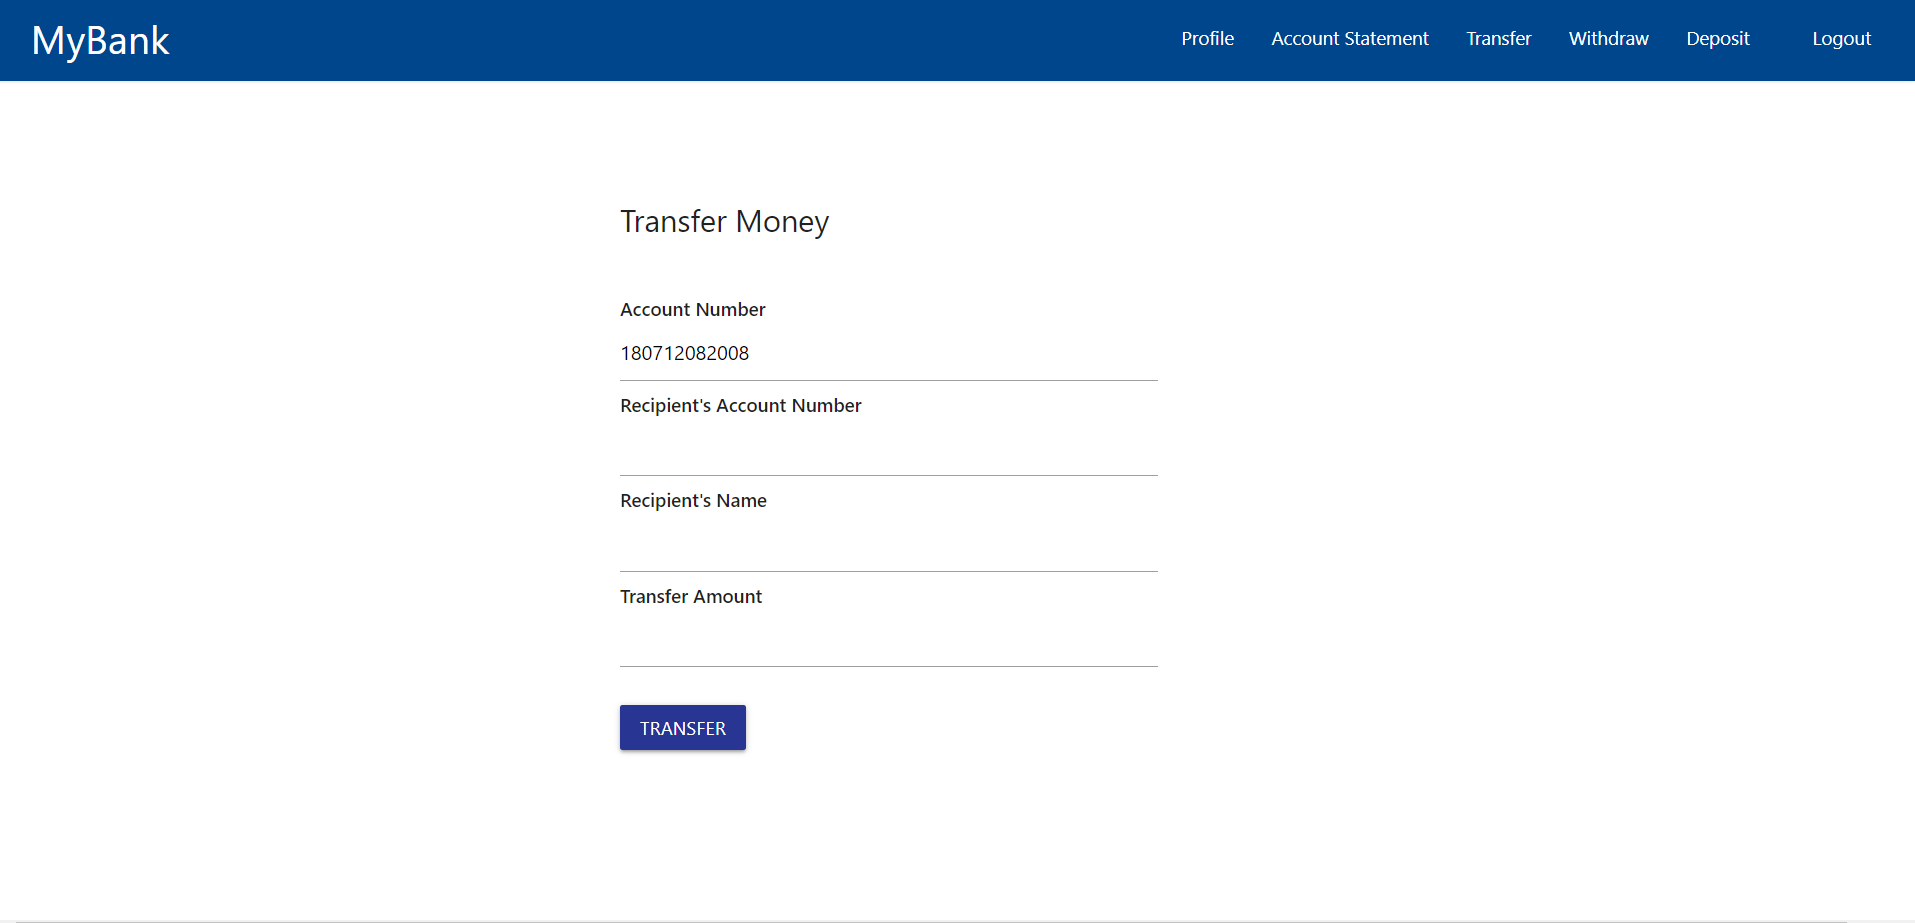 MyBank
Profile Account Statement Transfer Withdraw Deposit Logout
Transfer Money
Account Number
180712082008
Recipient's Account Number
Recipient's Name
Transfer Amount
TRANSFER